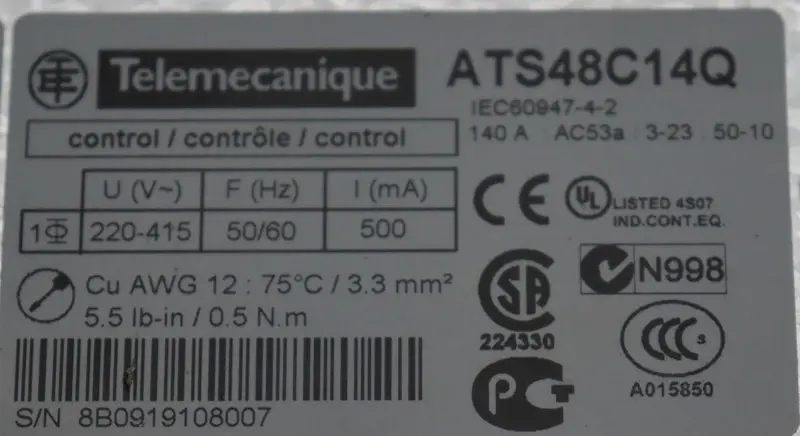 Telemecanique
ATS48C14Q
IEC60947-4-2
140 A : AC53a : 3-23 : 50-10
control / contrôle / control
U (V~) F (Hz) I (mA)
1Φ 220-415 50/60 500
UL LISTED 4S07
IND.CONT.EQ.
Cu AWG 12 : 75°C / 3.3 mm²
5.5 lb-in / 0.5 N.m
N998
224330
A015850
S/N 8B0919108007